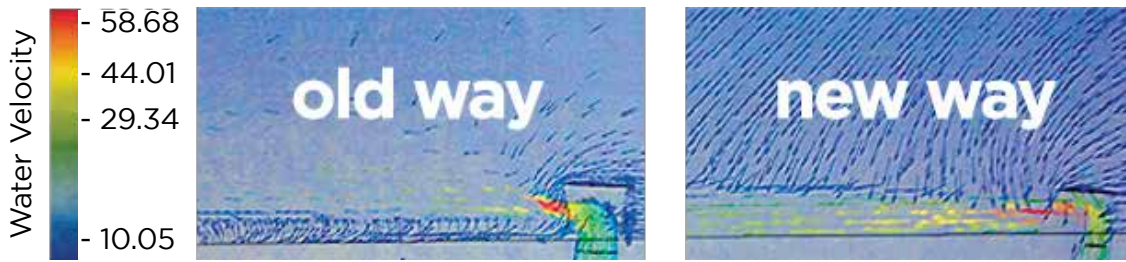 Water Velocity
- 58.68
- 44.01
- 29.34
- 10.05
old way
new way